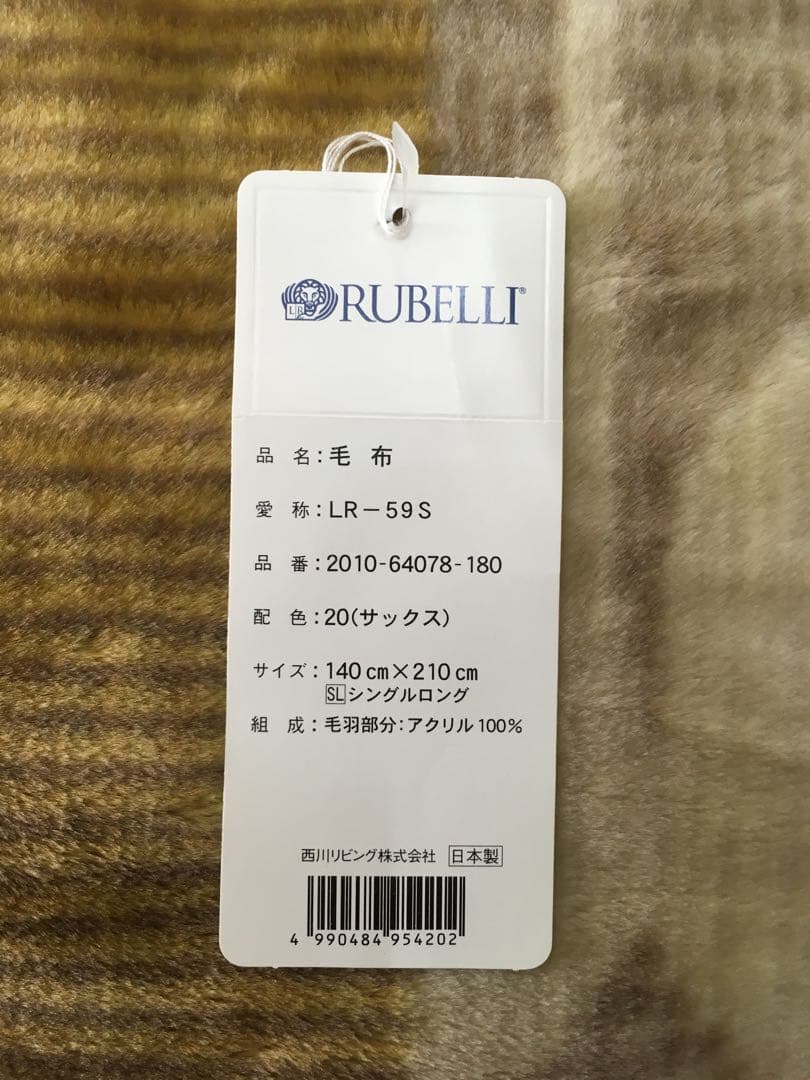 LR
RUBELLI®
品 名：毛 布
愛 称：LR－59S
品 番：2010-64078-180
配 色：20(サックス)
サイズ：140㎝×210㎝
SLシングルロング
組 成：毛羽部分：アクリル100%
西川リビング株式会社 日本製
4 990484 954202